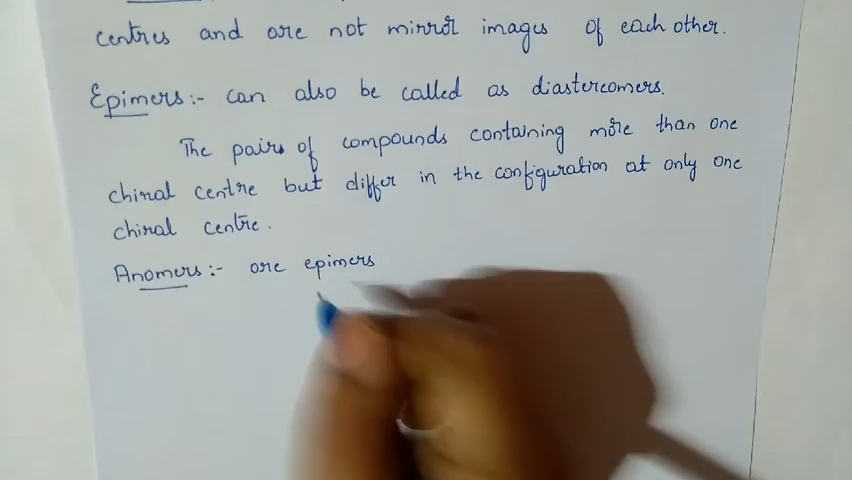 centres and are not mirror images of each other.
Epimers:- can also be called as diastereomers.
The pairs of compounds containing more than one
chiral centre but differ in the configuration at only one
chiral centre.
Anomers:- are epimers